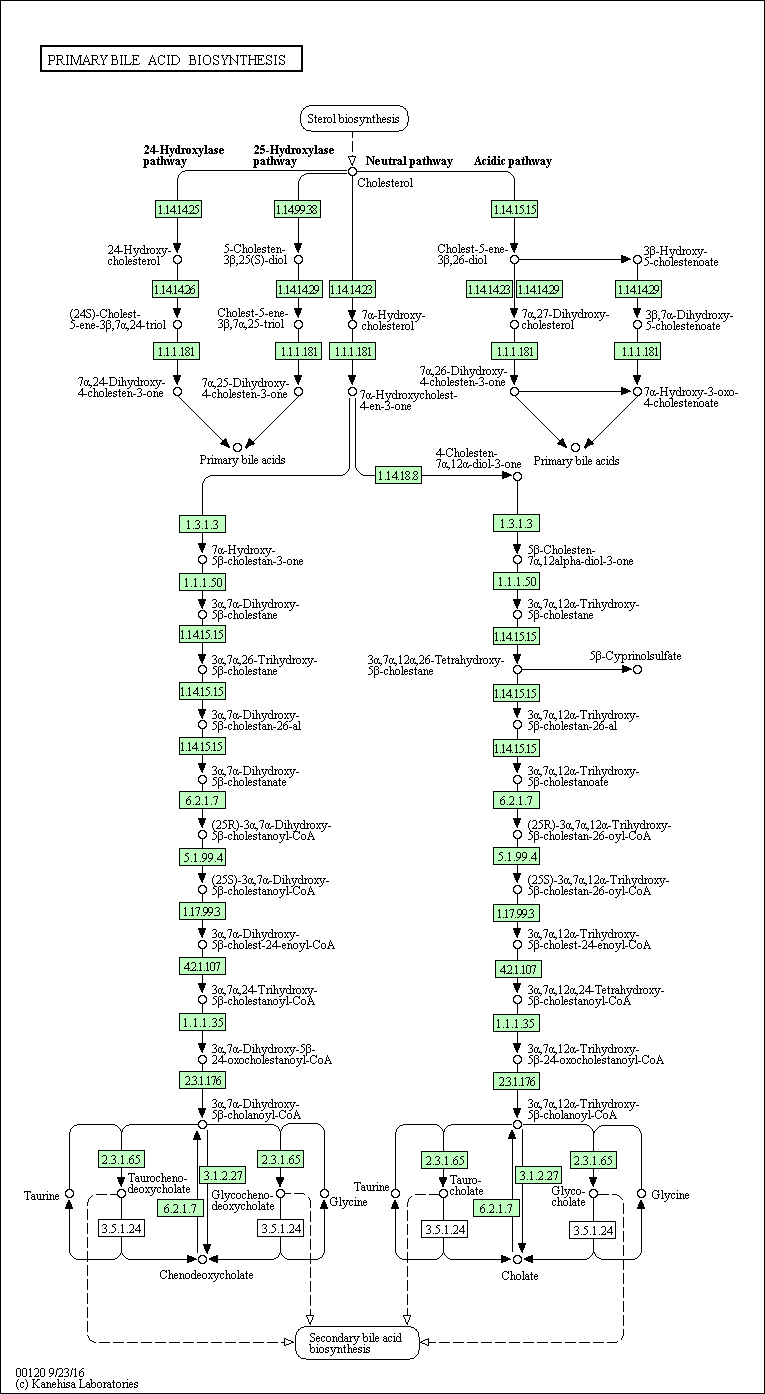 PRIMARY BILE ACID BIOSYNTHESIS
Sterol biosynthesis
24-Hydroxylase
pathway
25-Hydroxylase
pathway
Neutral pathway
Acidic pathway
Cholesterol
1.14.14.25
1.14.99.38
1.14.15.15
24-Hydroxy-
cholesterol
5-Cholesten-
3β,25(S)-diol
Cholest-5-ene-
3β,26-diol
3β-Hydroxy-
5-cholestenoate
1.14.14.26
1.14.14.29
1.14.14.23
1.14.14.23
1.14.14.29
1.14.14.29
(24S)-Cholest-
5-ene-3β,7α,24-triol
Cholest-5-ene-
3β,7α,25-triol
7α-Hydroxy-
cholesterol
7α,27-Dihydroxy-
cholesterol
3β,7α-Dihydroxy-
5-cholestenoate
1.1.1.181
1.1.1.181
1.1.1.181
1.1.1.181
1.1.1.181
7α,24-Dihydroxy-
4-cholesten-3-one
7α,25-Dihydroxy-
4-cholesten-3-one
7α-Hydroxycholest-
4-en-3-one
7α,26-Dihydroxy-
4-cholesten-3-one
7α-Hydroxy-3-oxo-
4-cholestenoate
Primary bile acids
Primary bile acids
1.14.18.8
4-Cholesten-
7α,12α-diol-3-one
1.3.1.3
1.3.1.3
7α-Hydroxy-
5β-cholestan-3-one
5β-Cholesten-
7α,12alpha-diol-3-one
1.1.1.50
1.1.1.50
3α,7α-Dihydroxy-
5β-cholestane
3α,7α,12α-Trihydroxy-
5β-cholestane
1.14.15.15
1.14.15.15
3α,7α,26-Trihydroxy-
5β-cholestane
3α,7α,12α,26-Tetrahydroxy-
5β-cholestane
5β-Cyprinolsulfate
1.14.15.15
1.14.15.15
3α,7α-Dihydroxy-
5β-cholestan-26-al
3α,7α,12α-Trihydroxy-
5β-cholestan-26-al
1.14.15.15
1.14.15.15
3α,7α-Dihydroxy-
5β-cholestanate
3α,7α,12α-Trihydroxy-
5β-cholestanoate
6.2.1.7
6.2.1.7
(25R)-3α,7α-Dihydroxy-
5β-cholestanoyl-CoA
(25R)-3α,7α,12α-Trihydroxy-
5β-cholestan-26-oyl-CoA
5.1.99.4
5.1.99.4
(25S)-3α,7α-Dihydroxy-
5β-cholestanoyl-CoA
(25S)-3α,7α,12α-Trihydroxy-
5β-cholestan-26-oyl-CoA
1.17.99.3
1.17.99.3
3α,7α-Dihydroxy-
5β-cholest-24-enoyl-CoA
3α,7α,12α-Trihydroxy-
5β-cholest-24-enoyl-CoA
4.2.1.107
4.2.1.107
3α,7α,24-Trihydroxy-
5β-cholestanoyl-CoA
3α,7α,12α,24-Tetrahydroxy-
5β-cholestanoyl-CoA
1.1.1.35
1.1.1.35
3α,7α-Dihydroxy-5β-
24-oxocholestanoyl-CoA
3α,7α,12α-Trihydroxy-
5β-24-oxocholestanoyl-CoA
2.3.1.176
2.3.1.176
3α,7α-Dihydroxy-
5β-cholanoyl-CoA
3α,7α,12α-Trihydroxy-
5β-cholanoyl-CoA
2.3.1.65
3.1.2.27
2.3.1.65
2.3.1.65
3.1.2.27
2.3.1.65
Taurine
Taurocheno-
deoxycholate
6.2.1.7
Glycocheno-
deoxycholate
Glycine
Taurine
Tauro-
cholate
6.2.1.7
Glyco-
cholate
Glycine
3.5.1.24
3.5.1.24
3.5.1.24
3.5.1.24
Chenodeoxycholate
Cholate
Secondary bile acid
biosynthesis
00120 9/23/16
(c) Kanehisa Laboratories